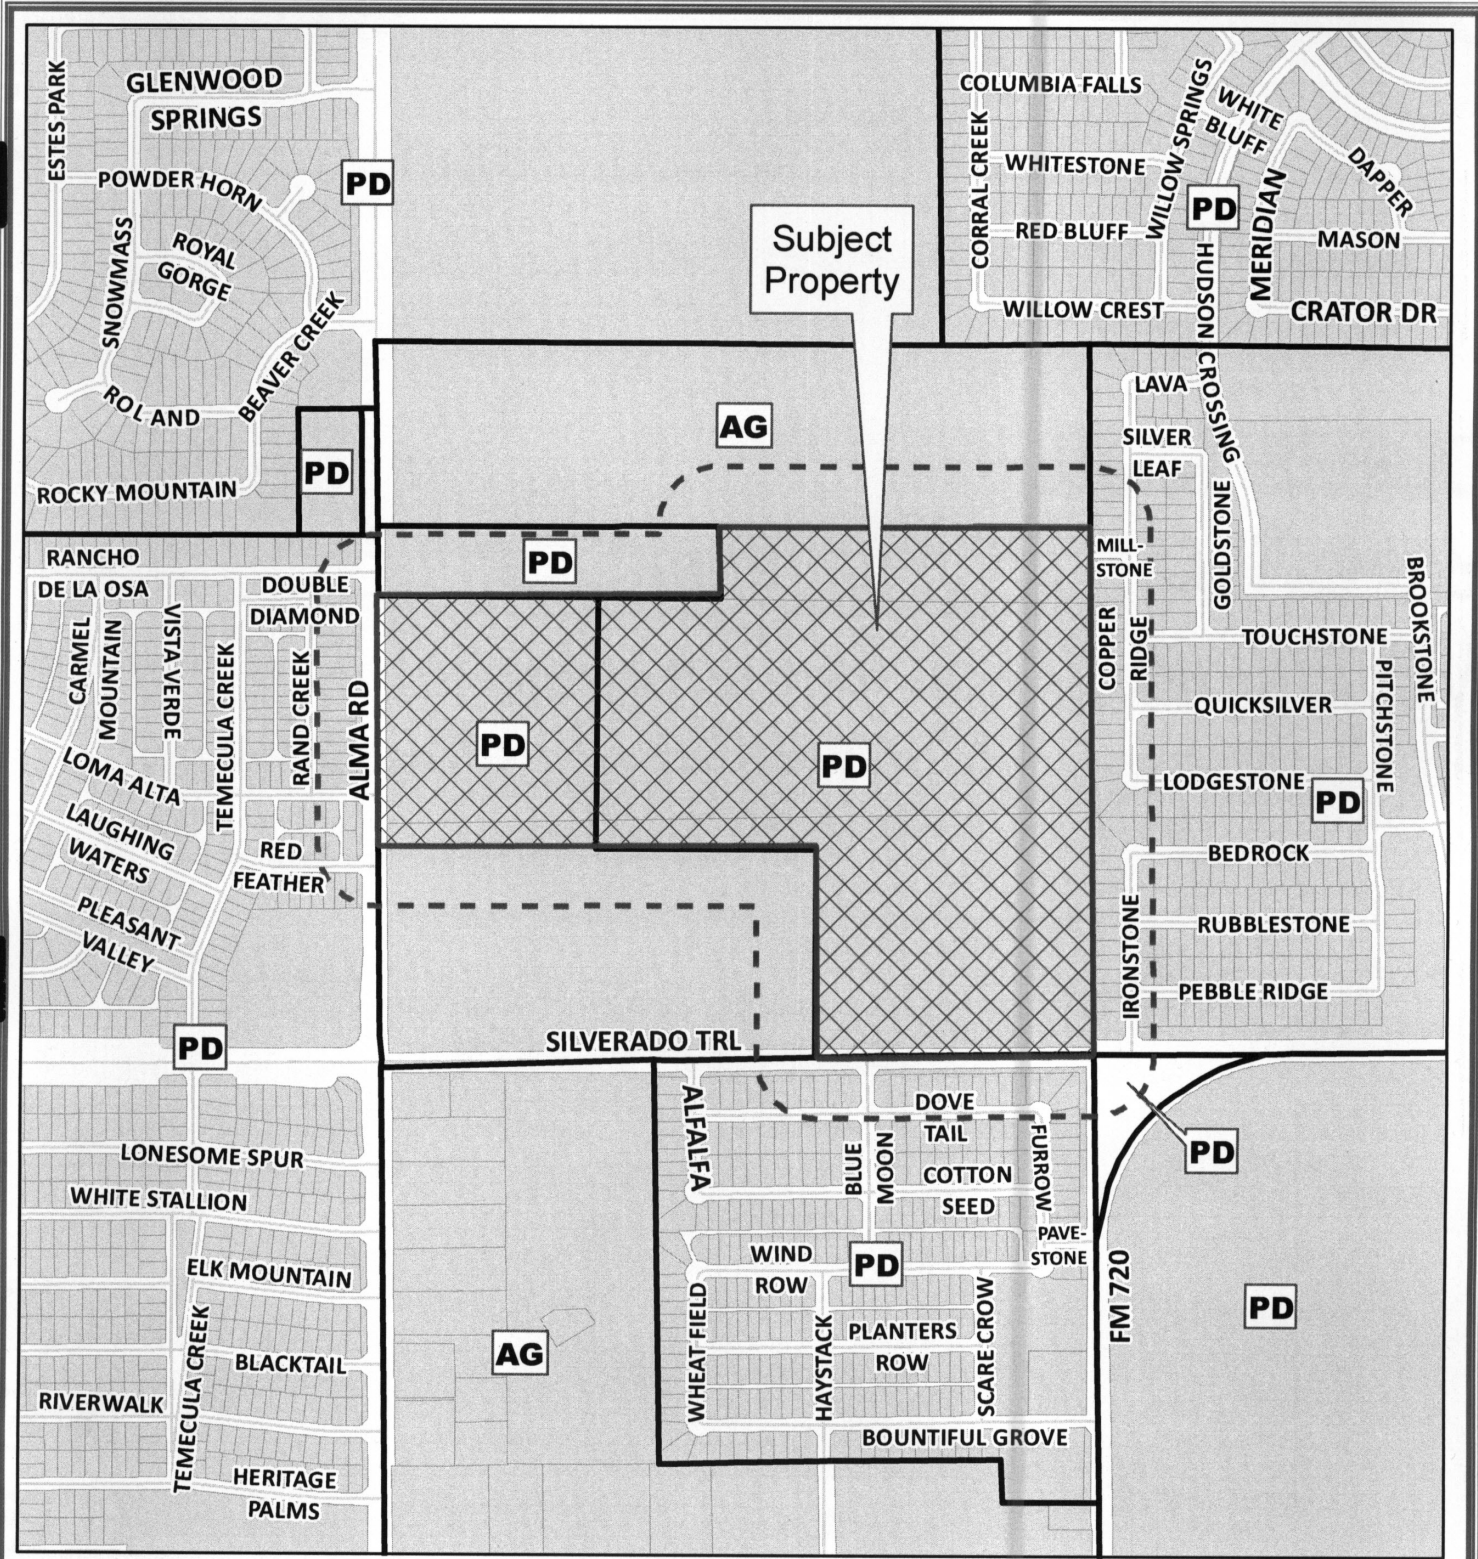 ESTES PARK
GLENWOOD
SPRINGS
POWDER HORN
ROYAL
GORGE
SNOWMASS
BEAVER CREEK
ROLAND
ROCKY MOUNTAIN
PD
PD
Subject
Property
COLUMBIA FALLS
CORRAL CREEK
WHITESTONE
RED BLUFF
WILLOW CREST
WILLOW SPRINGS
WHITE
BLUFF
PD
MERIDIAN
DAPPER
MASON
CRATOR DR
HUDSON CROSSING
AG
LAVA
SILVER
LEAF
GOLDSTONE
MILL-
STONE
COPPER
RIDGE
TOUCHSTONE
BROOKSTONE
QUICKSILVER
PITCHSTONE
LODGESTONE
PD
BEDROCK
IRONSTONE
RUBBLESTONE
PEBBLE RIDGE
RANCHO
DE LA OSA
DOUBLE
DIAMOND
CARMEL
MOUNTAIN
VISTA VERDE
TEMECULA CREEK
RAND CREEK
ALMA RD
LOMA ALTA
LAUGHING
WATERS
RED
FEATHER
PLEASANT
VALLEY
PD
PD
PD
PD
SILVERADO TRL
LONESOME SPUR
WHITE STALLION
ELK MOUNTAIN
TEMECULA CREEK
BLACKTAIL
RIVERWALK
HERITAGE
PALMS
AG
ALFALFA
DOVE
TAIL
BLUE
MOON
COTTON
SEED
FURROW
PAVE-
STONE
WIND
ROW
PD
WHEAT FIELD
HAYSTACK
PLANTERS
ROW
SCARE CROW
BOUNTIFUL GROVE
PD
FM 720
PD